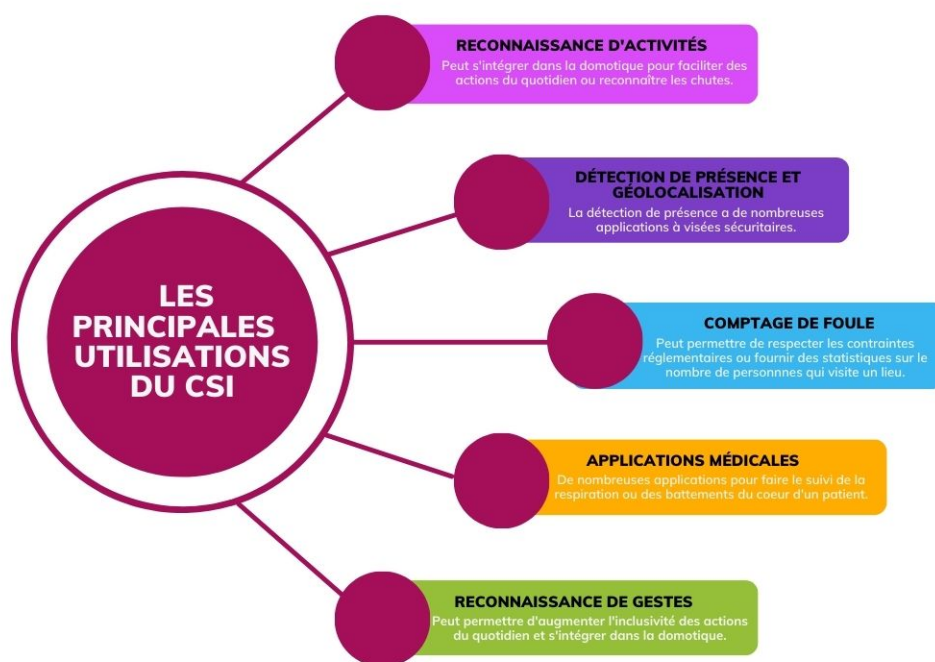 RECONNAISSANCE D'ACTIVITÉS
Peut s'intégrer dans la domotique pour faciliter des
actions du quotidien ou reconnaître les chutes.
DÉTECTION DE PRÉSENCE ET
GÉOLOCALISATION
La détection de présence a de nombreuses
applications à visées sécuritaires.
LES
PRINCIPALES
UTILISATIONS
DU CSI
COMPTAGE DE FOULE
Peut permettre de respecter les contraintes
réglementaires ou fournir des statistiques sur le
nombre de personnnes qui visite un lieu.
APPLICATIONS MÉDICALES
De nombreuses applications pour faire le suivi de la
respiration ou des battements du coeur d'un patient.
RECONNAISSANCE DE GESTES
Peut permettre d'augmenter l'inclusivité des actions
du quotidien et s'intégrer dans la domotique.